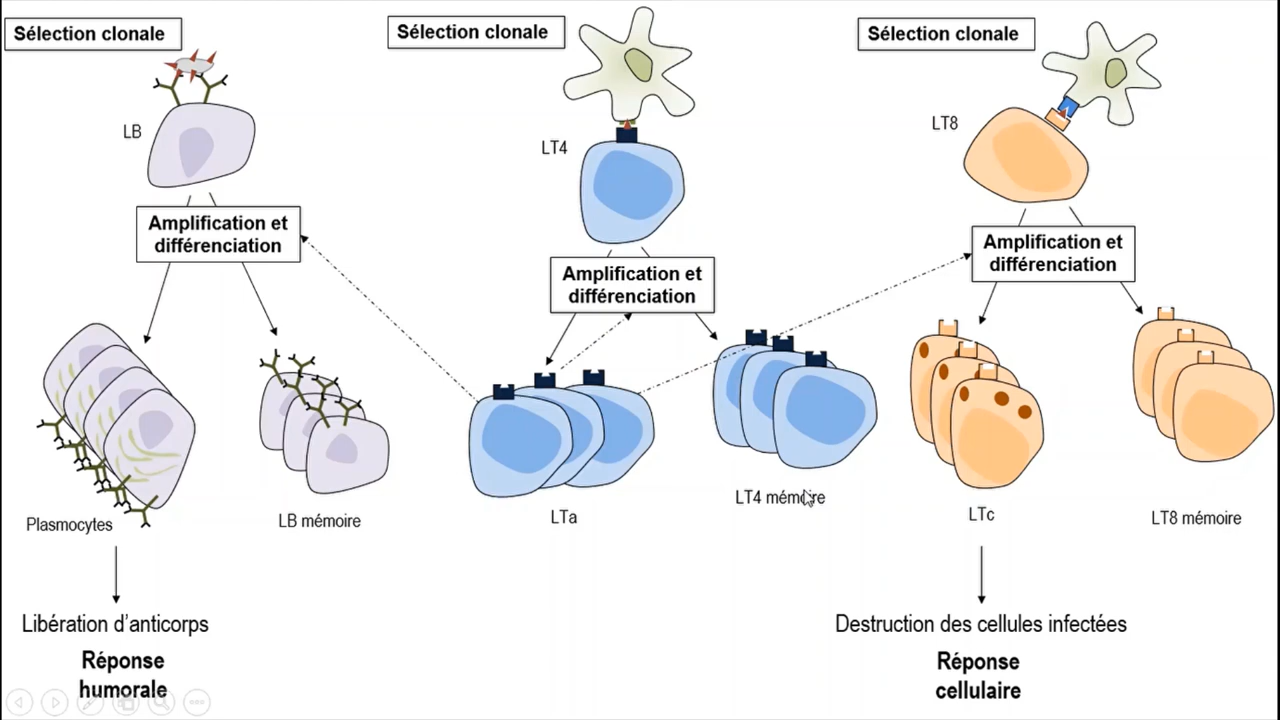 Sélection clonale
Sélection clonale
Sélection clonale
LB
LT4
LT8
Amplification et
différenciation
Amplification et
différenciation
Amplification et
différenciation
Plasmocytes
LB mémoire
LTa
LT4 mémoire
LTc
LT8 mémoire
Libération d'anticorps
Réponse
humorale
Destruction des cellules infectées
Réponse
cellulaire